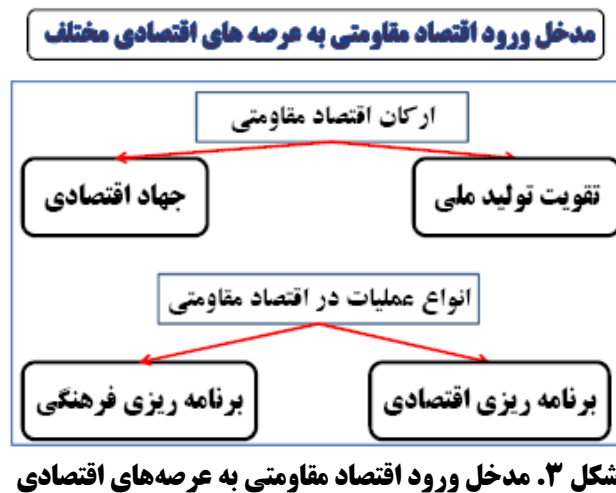 مدخل ورود اقتصاد مقاومتی به عرصه های اقتصادی مختلف
ارکان اقتصاد مقاومتی
تقویت تولید ملی
جهاد اقتصادی
انواع عملیات در اقتصاد مقاومتی
برنامه ریزی اقتصادی
برنامه ریزی فرهنگی
شکل ۳. مدخل ورود اقتصاد مقاومتی به عرصه‌های اقتصادی